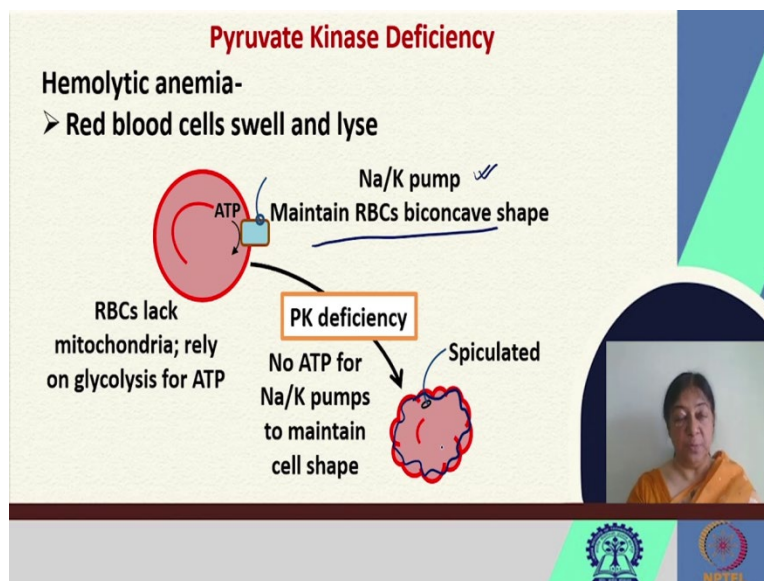 Pyruvate Kinase Deficiency
Hemolytic anemia-
➢ Red blood cells swell and lyse
Na/K pump
Maintain RBCs biconcave shape
ATP
RBCs lack
mitochondria; rely
on glycolysis for ATP
PK deficiency
No ATP for
Na/K pumps
to maintain
cell shape
Spiculated
NPTEL